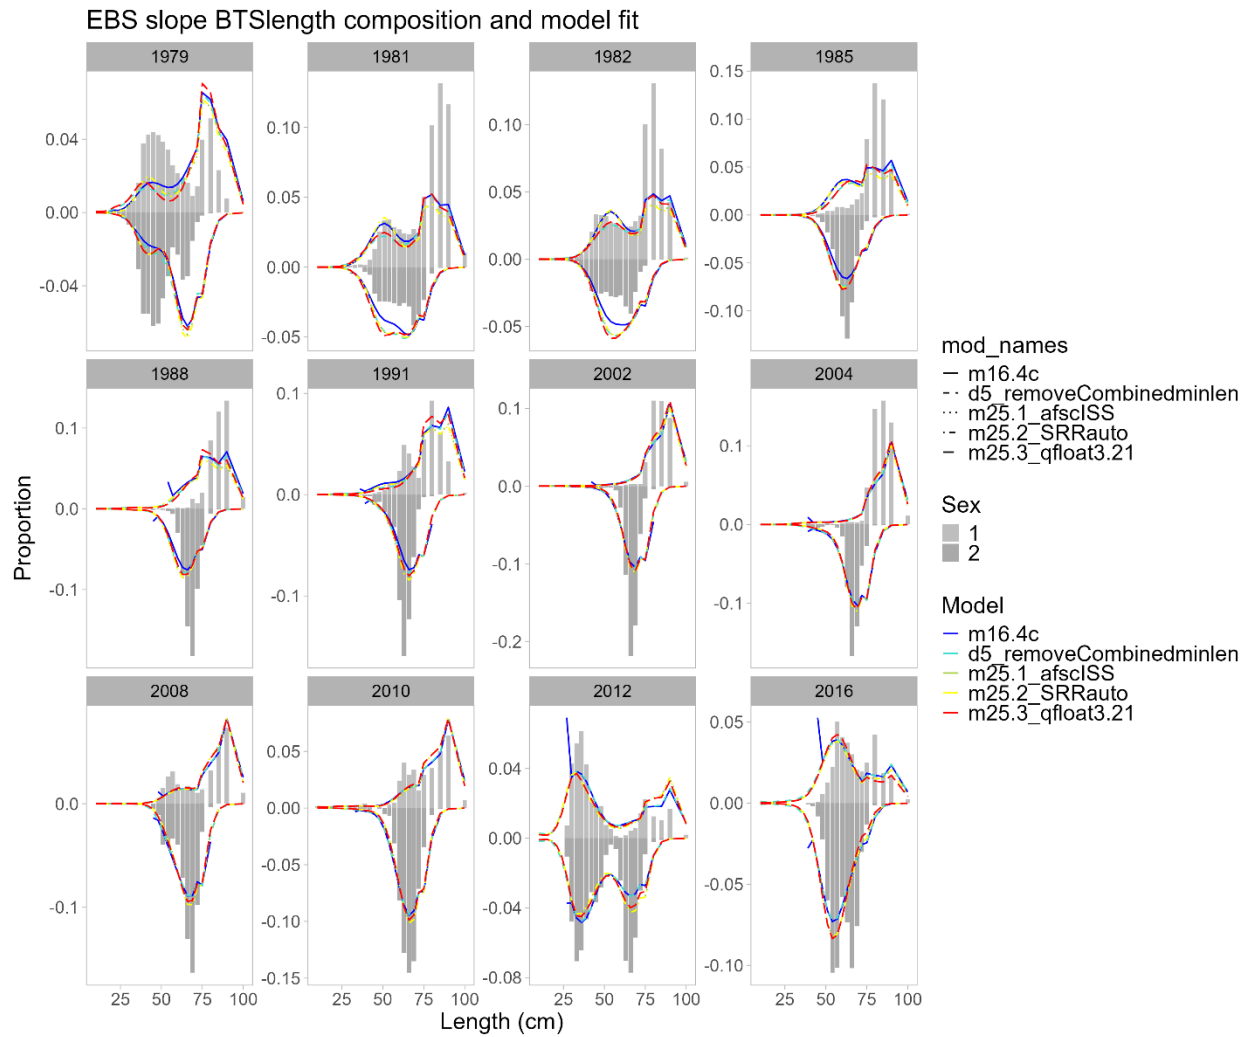 EBS slope BTSlength composition and model fit
1979 1981 1982 1985
0.04 0.00 -0.04
0.10 0.05 0.00 -0.05
0.10 0.05 0.00 -0.05
0.15 0.10 0.05 0.00 -0.05 -0.10
1988 1991 2002 2004
0.1 0.0 -0.1
0.1 0.0 -0.1
0.1 0.0 -0.1 -0.2
0.1 0.0 -0.1
2008 2010 2012 2016
0.0 -0.1
0.05 0.00 -0.05 -0.10 -0.15
0.04 0.00 -0.04 -0.08
0.05 0.00 -0.05 -0.10
25 50 75 100 25 50 75 100 25 50 75 100 25 50 75 100
Length (cm)
Proportion
mod_names
m16.4c
d5_removeCombinedminlen
m25.1_afscISS
m25.2_SRRauto
m25.3_qfloat3.21
Sex
1
2
Model
m16.4c
d5_removeCombinedminlen
m25.1_afscISS
m25.2_SRRauto
m25.3_qfloat3.21